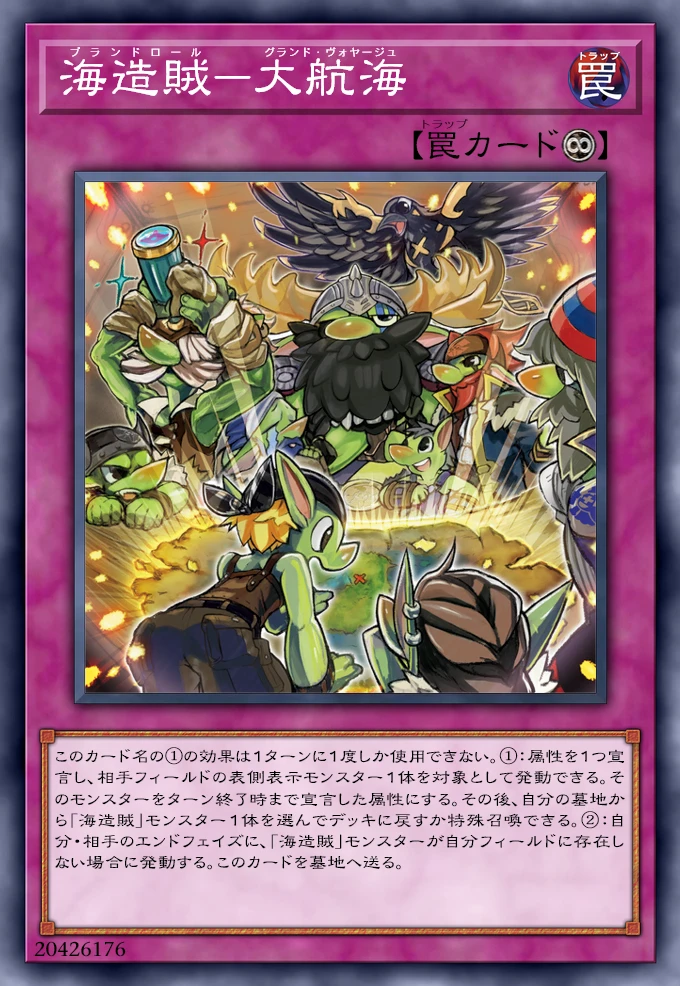 プランドロール グランド・ヴォヤージュ
海造賊－大航海
トラップ
罠
トラップ
【罠カード】
このカード名の①の効果は1ターンに1度しか使用できない。①：属性を1つ宣
言し、相手フィールドの表側表示モンスター1体を対象として発動できる。そ
のモンスターをターン終了時まで宣言した属性にする。その後、自分の墓地か
ら「海造賊」モンスター1体を選んでデッキに戻すか特殊召喚できる。②：自
分・相手のエンドフェイズに、「海造賊」モンスターが自分フィールドに存在し
ない場合に発動する。このカードを墓地へ送る。
20426176